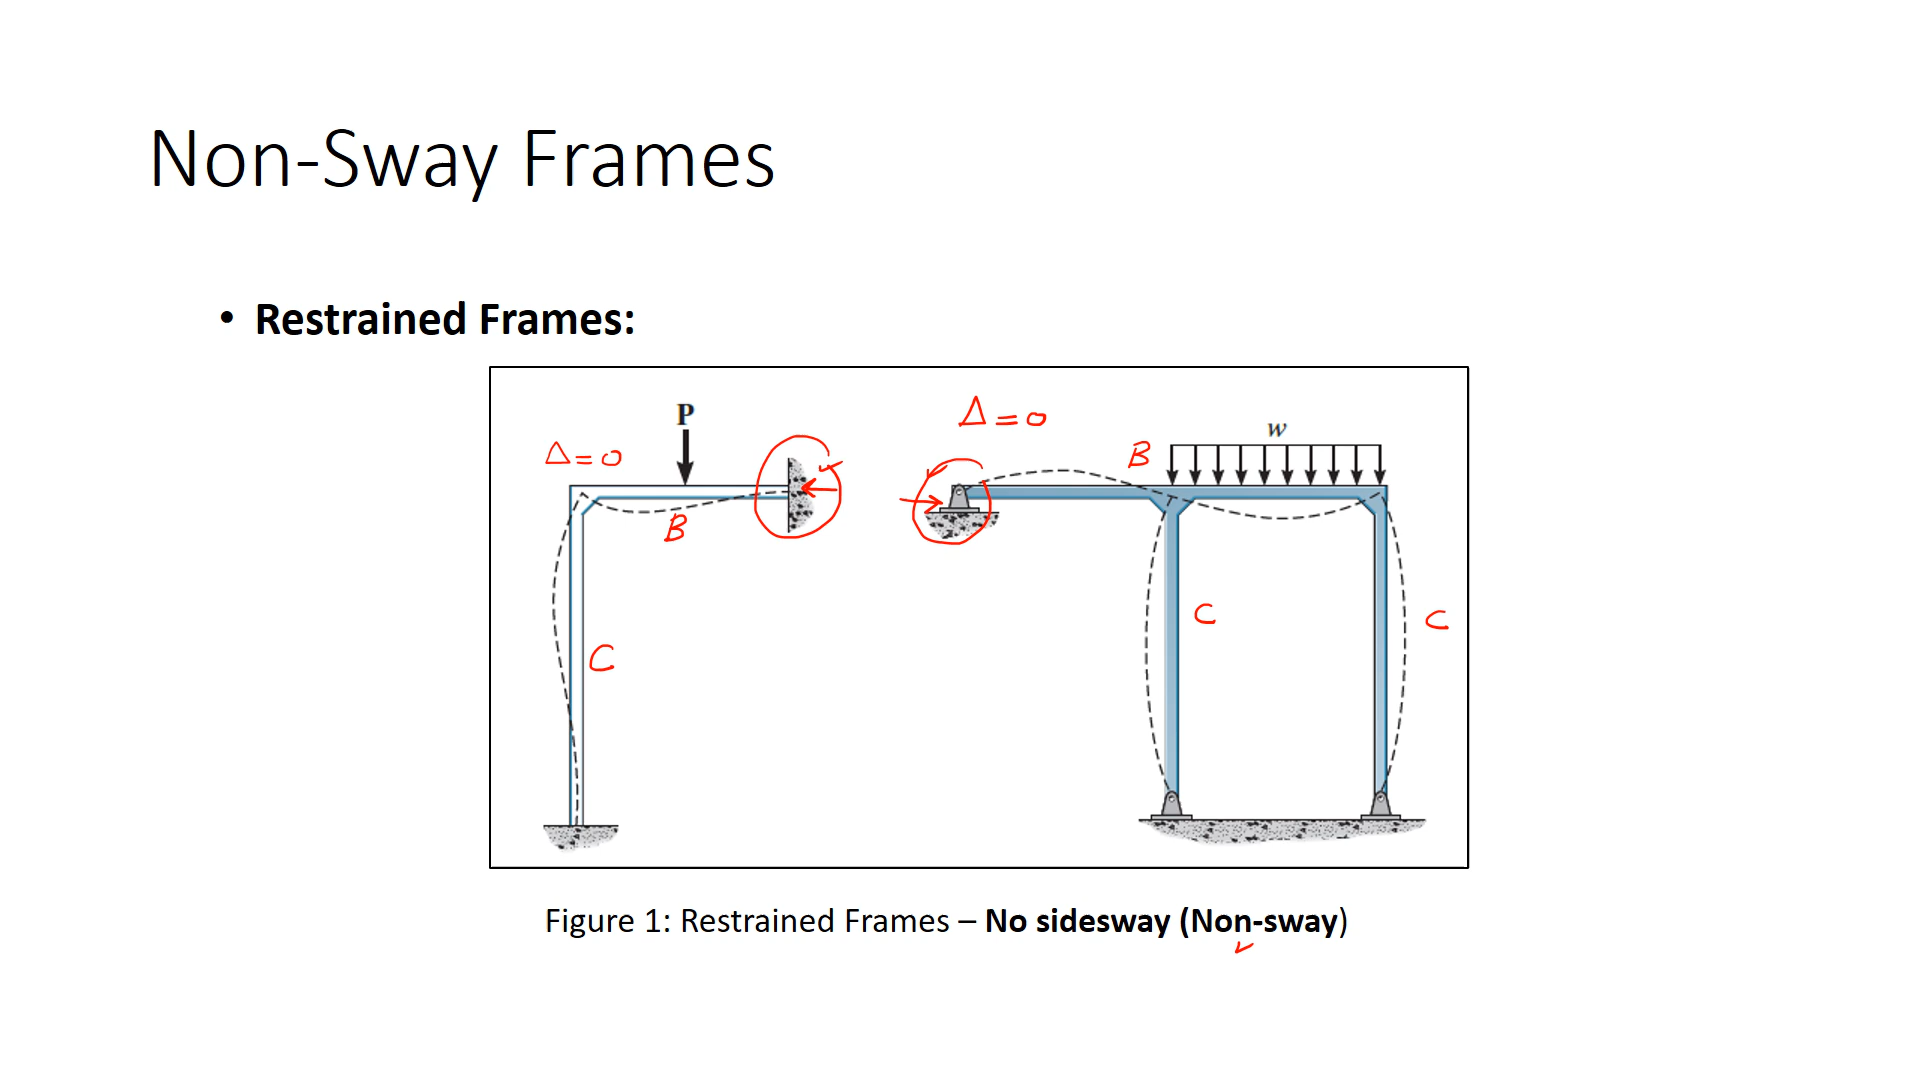 Non-Sway Frames
• Restrained Frames:
P
Δ = 0
B
C
Δ = 0
B
w
C
C
Figure 1: Restrained Frames – No sidesway (Non-sway)